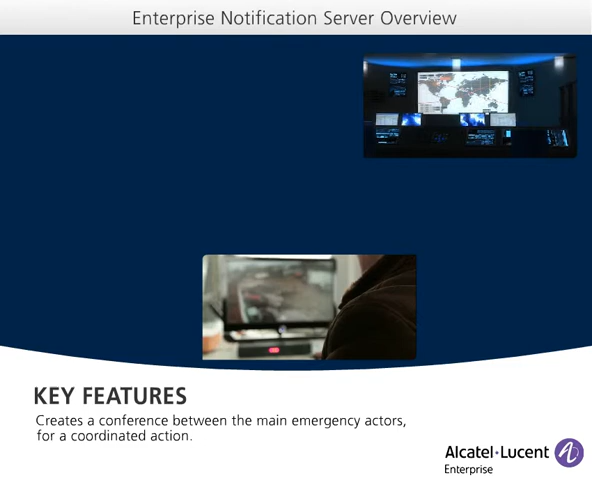 Enterprise Notification Server Overview
KEY FEATURES
Creates a conference between the main emergency actors,
for a coordinated action.
Alcatel·Lucent
Enterprise